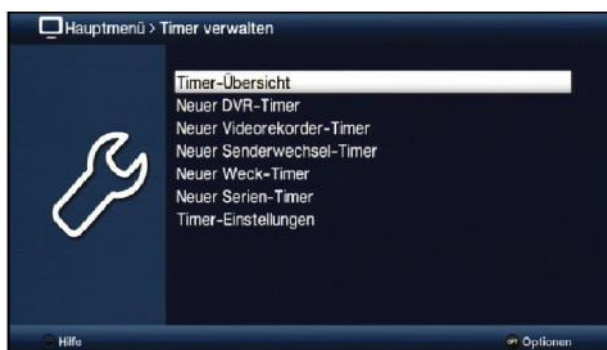 Hauptmenü > Timer verwalten
Timer-Übersicht
Neuer DVR-Timer
Neuer Videorekorder-Timer
Neuer Senderwechsel-Timer
Neuer Weck-Timer
Neuer Serien-Timer
Timer-Einstellungen
Hilfe Optionen